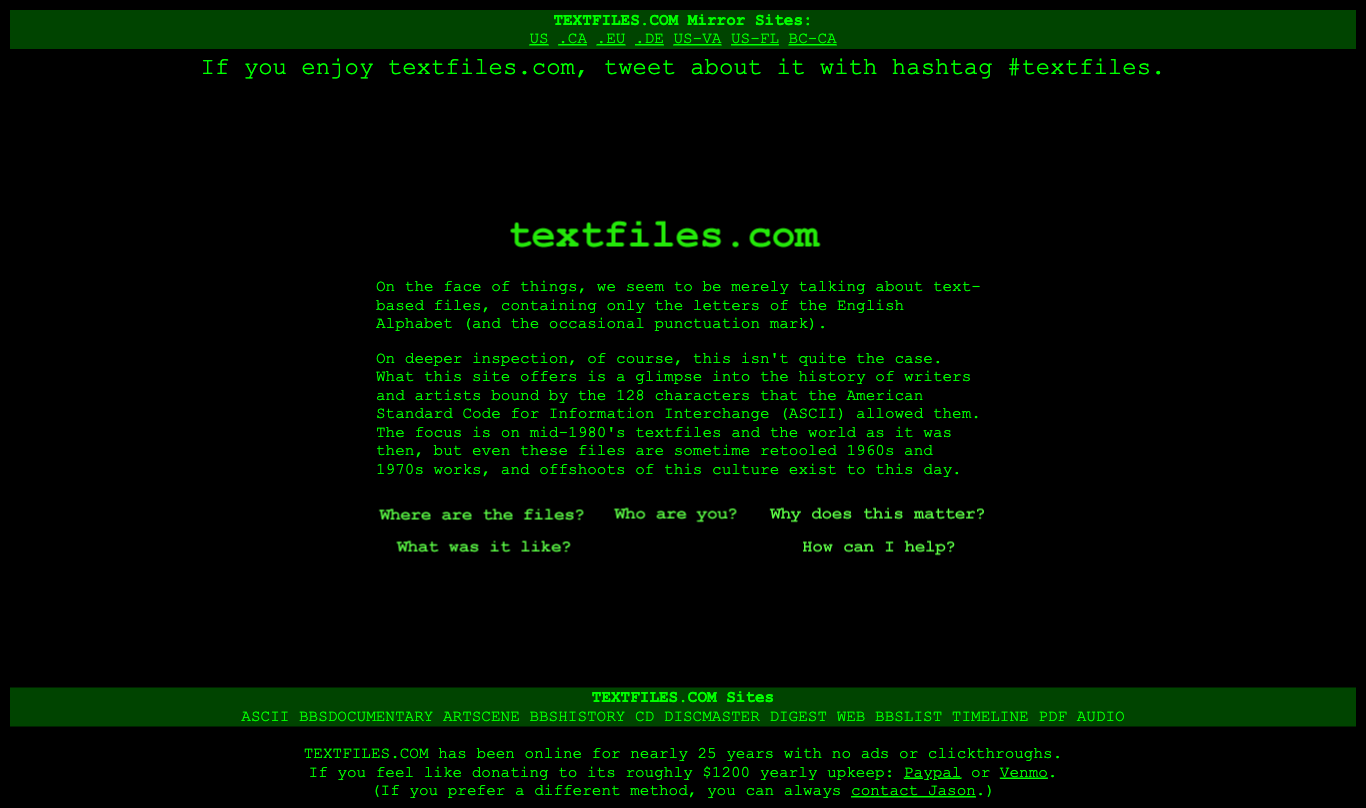 TEXTFILES.COM Mirror Sites:
US .CA .EU .DE US-VA US-FL BC-CA
If you enjoy textfiles.com, tweet about it with hashtag #textfiles.
textfiles.com
On the face of things, we seem to be merely talking about text-
based files, containing only the letters of the English
Alphabet (and the occasional punctuation mark).
On deeper inspection, of course, this isn't quite the case.
What this site offers is a glimpse into the history of writers
and artists bound by the 128 characters that the American
Standard Code for Information Interchange (ASCII) allowed them.
The focus is on mid-1980's textfiles and the world as it was
then, but even these files are sometime retooled 1960s and
1970s works, and offshoots of this culture exist to this day.
Where are the files? Who are you? Why does this matter?
What was it like? How can I help?
TEXTFILES.COM Sites
ASCII BBSDOCUMENTARY ARTSCENE BBSHISTORY CD DISCMASTER DIGEST WEB BBSLIST TIMELINE PDF AUDIO
TEXTFILES.COM has been online for nearly 25 years with no ads or clickthroughs.
If you feel like donating to its roughly $1200 yearly upkeep: Paypal or Venmo.
(If you prefer a different method, you can always contact Jason.)